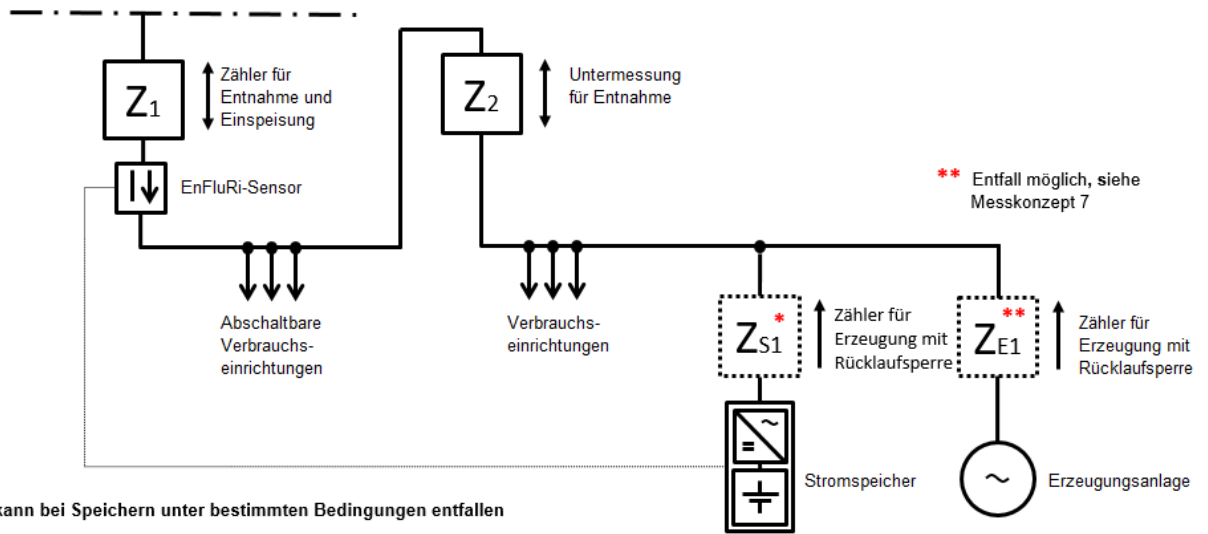 Z1
Zähler für
Entnahme und
Einspeisung
EnFluRi-Sensor
Z2
Untermessung
für Entnahme
** Entfall möglich, siehe
Messkonzept 7
Abschaltbare
Verbrauchs-
einrichtungen
Verbrauchs-
einrichtungen
ZS1*
Zähler für
Erzeugung mit
Rücklaufsperre
ZE1**
Zähler für
Erzeugung mit
Rücklaufsperre
Stromspeicher
Erzeugungsanlage
kann bei Speichern unter bestimmten Bedingungen entfallen